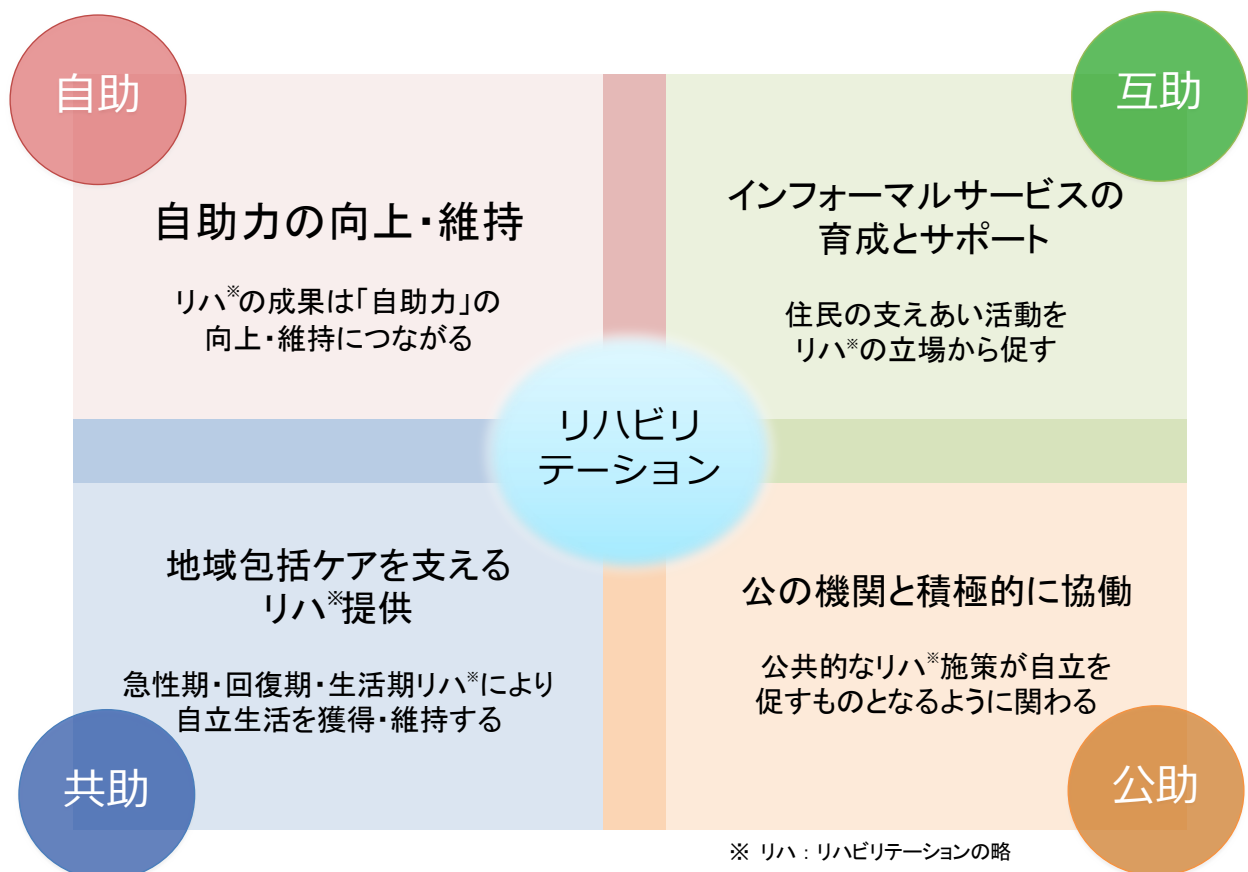 自助
自助力の向上・維持
リハ※の成果は「自助力」の
向上・維持につながる
互助
インフォーマルサービスの
育成とサポート
住民の支えあい活動を
リハ※の立場から促す
リハビリ
テーション
地域包括ケアを支える
リハ※提供
急性期・回復期・生活期リハ※により
自立生活を獲得・維持する
共助
公の機関と積極的に協働
公共的なリハ※施策が自立を
促すものとなるように関わる
公助
※ リハ：リハビリテーションの略